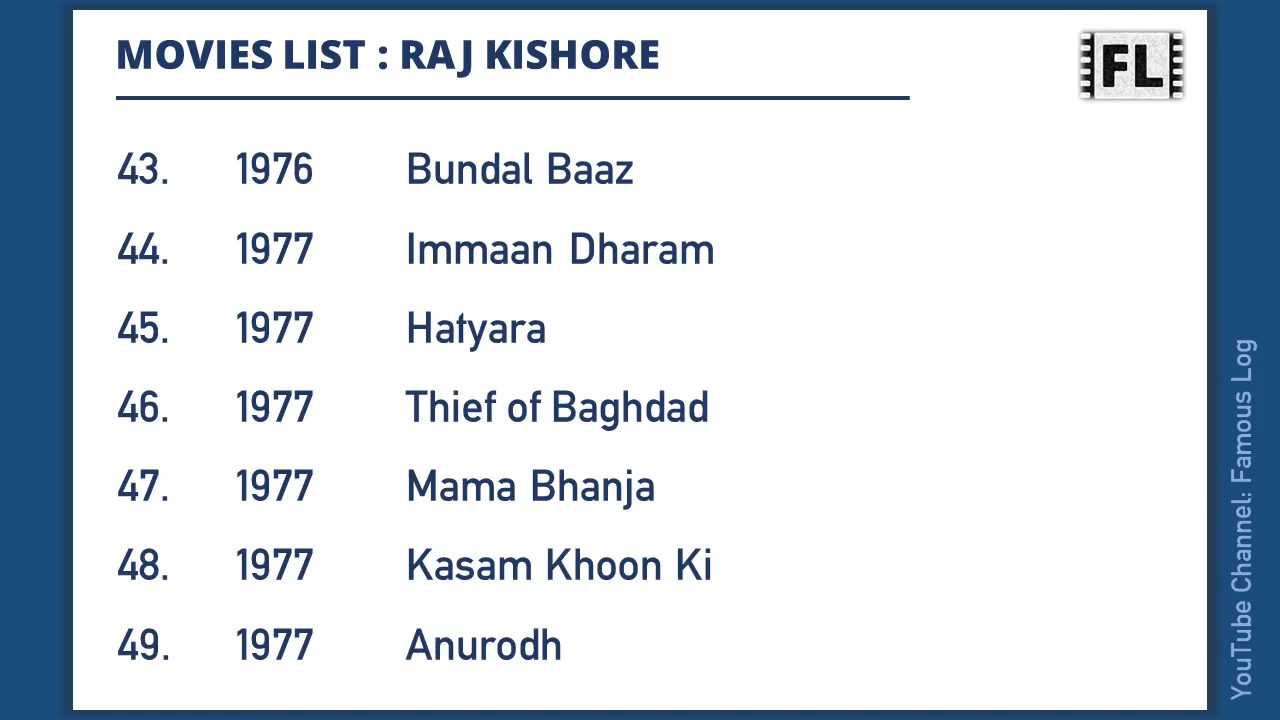 MOVIES LIST : RAJ KISHORE
FL
43. 1976 Bundal Baaz
44. 1977 Immaan Dharam
45. 1977 Hatyara
46. 1977 Thief of Baghdad
47. 1977 Mama Bhanja
48. 1977 Kasam Khoon Ki
49. 1977 Anurodh
YouTube Channel: Famous Log